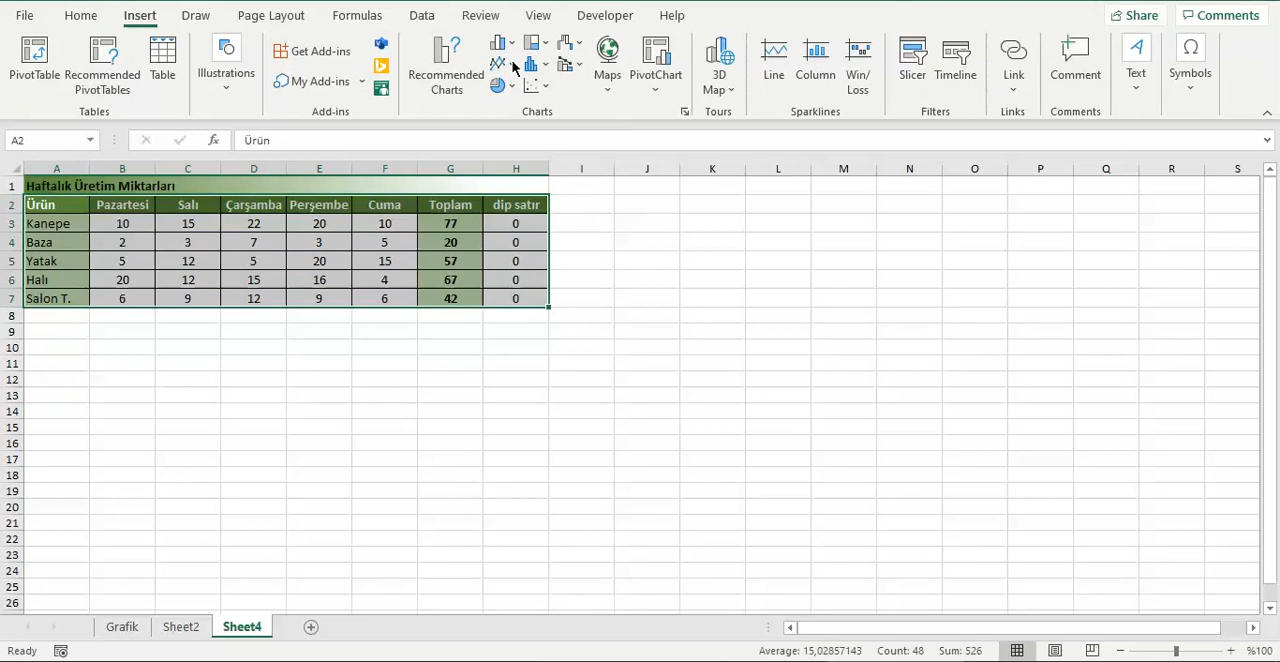 File Home Insert Draw Page Layout Formulas Data Review View Developer Help Share Comments
PivotTable Recommended PivotTables Table Illustrations Get Add-ins My Add-ins Recommended Charts Maps PivotChart 3D Map Line Column Win/Loss Slicer Timeline Link Comment Text Symbols
Tables Add-ins Charts Tours Sparklines Filters Links Comments
A2 fx Ürün
A B C D E F G H I J K L M N O P Q R S
1 Haftalık Üretim Miktarları
2 Ürün Pazartesi Salı Çarşamba Perşembe Cuma Toplam dip satır
3 Kanepe 10 15 22 20 10 77 0
4 Baza 2 3 7 3 5 20 0
5 Yatak 5 12 5 20 15 57 0
6 Halı 20 12 15 16 4 67 0
7 Salon T. 6 9 12 9 6 42 0
8
9
10
11
12
13
14
15
16
17
18
19
20
21
22
23
24
25
26
Grafik Sheet2 Sheet4
Ready Average: 15,02857143 Count: 48 Sum: 526 %100